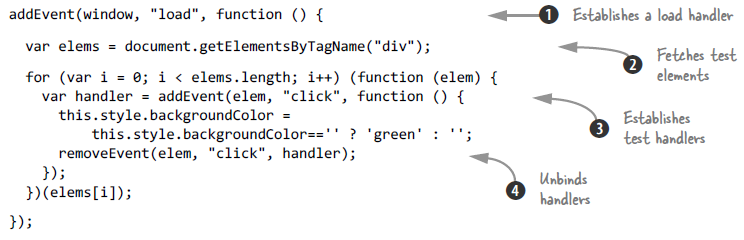 addEvent(window, "load", function () {
1 Establishes a load handler
var elems = document.getElementsByTagName("div");
2 Fetches test
elements
for (var i = 0; i < elems.length; i++) (function (elem) {
var handler = addEvent(elem, "click", function () {
this.style.backgroundColor =
this.style.backgroundColor=='' ? 'green' : '';
3 Establishes
test handlers
removeEvent(elem, "click", handler);
});
})(elems[i]);
4 Unbinds
handlers
});